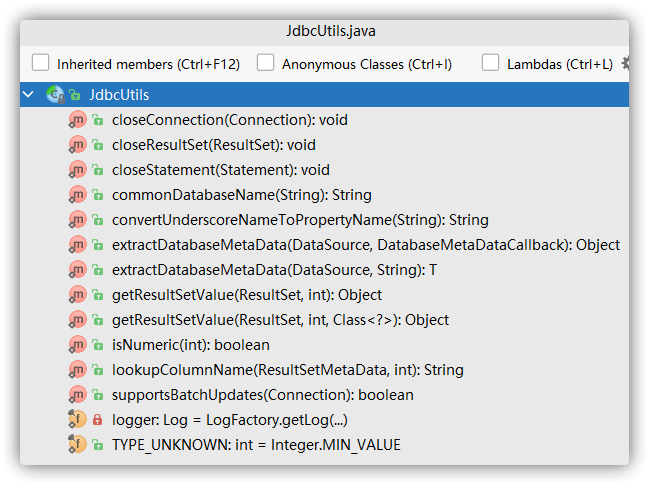 JdbcUtils.java
Inherited members (Ctrl+F12) Anonymous Classes (Ctrl+I) Lambdas (Ctrl+L)
JdbcUtils
closeConnection(Connection): void
closeResultSet(ResultSet): void
closeStatement(Statement): void
commonDatabaseName(String): String
convertUnderscoreNameToPropertyName(String): String
extractDatabaseMetaData(DataSource, DatabaseMetaDataCallback): Object
extractDatabaseMetaData(DataSource, String): T
getResultSetValue(ResultSet, int): Object
getResultSetValue(ResultSet, int, Class<?>): Object
isNumeric(int): boolean
lookupColumnName(ResultSetMetaData, int): String
supportsBatchUpdates(Connection): boolean
logger: Log = LogFactory.getLog(...)
TYPE_UNKNOWN: int = Integer.MIN_VALUE